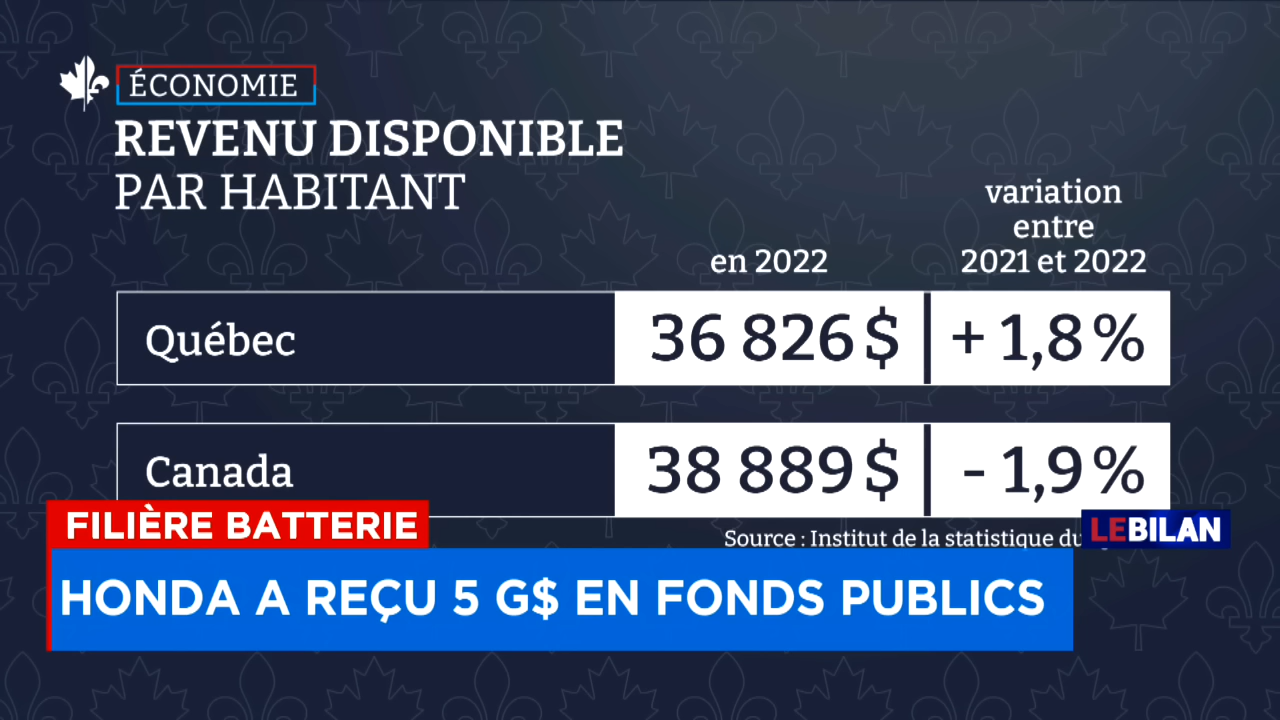 ÉCONOMIE
REVENU DISPONIBLE
PAR HABITANT
variation
entre
en 2022
2021 et 2022
Québec
36 826 $
+ 1,8 %
Canada
38 889 $
- 1,9 %
Source : Institut de la statistique du
FILIÈRE BATTERIE
LEBILAN
HONDA A REÇU 5 G$ EN FONDS PUBLICS